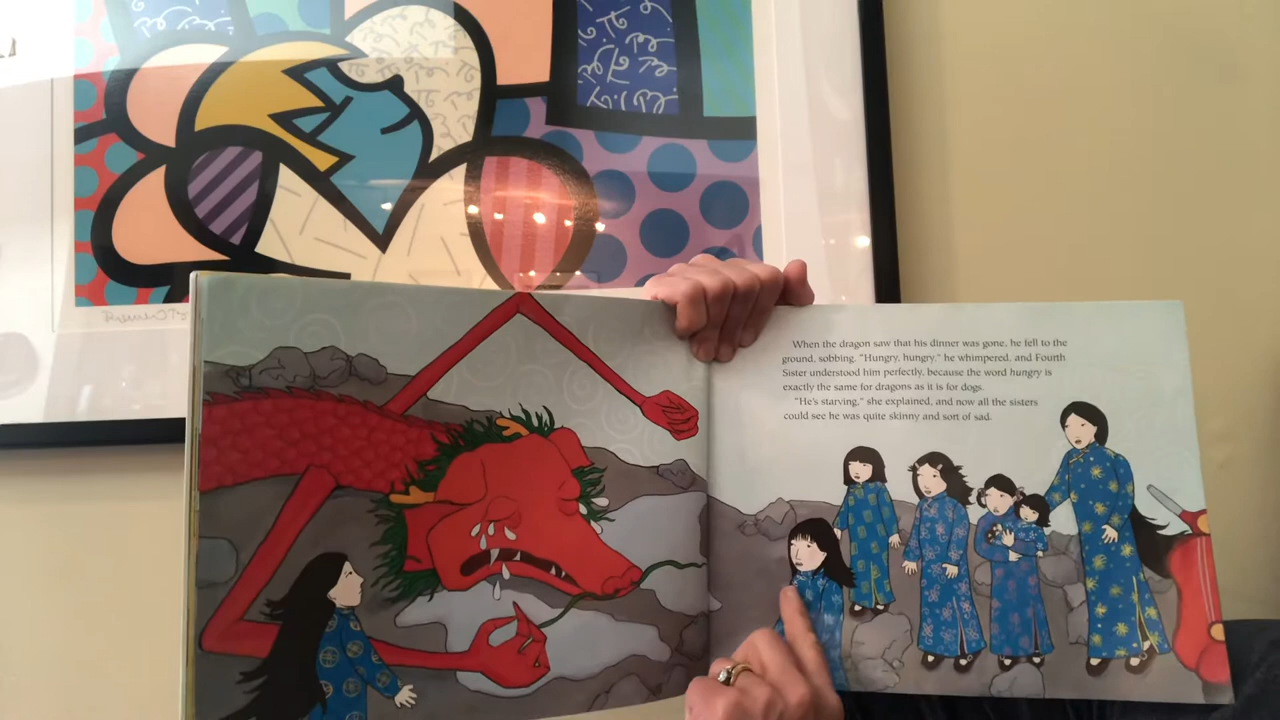 When the dragon saw that his dinner was gone, he fell to the
ground, sobbing. "Hungry, hungry," he whimpered, and Fourth
Sister understood him perfectly, because the word hungry is
exactly the same for dragons as it is for dogs.
"He's starving," she explained, and now all the sisters
could see he was quite skinny and sort of sad.